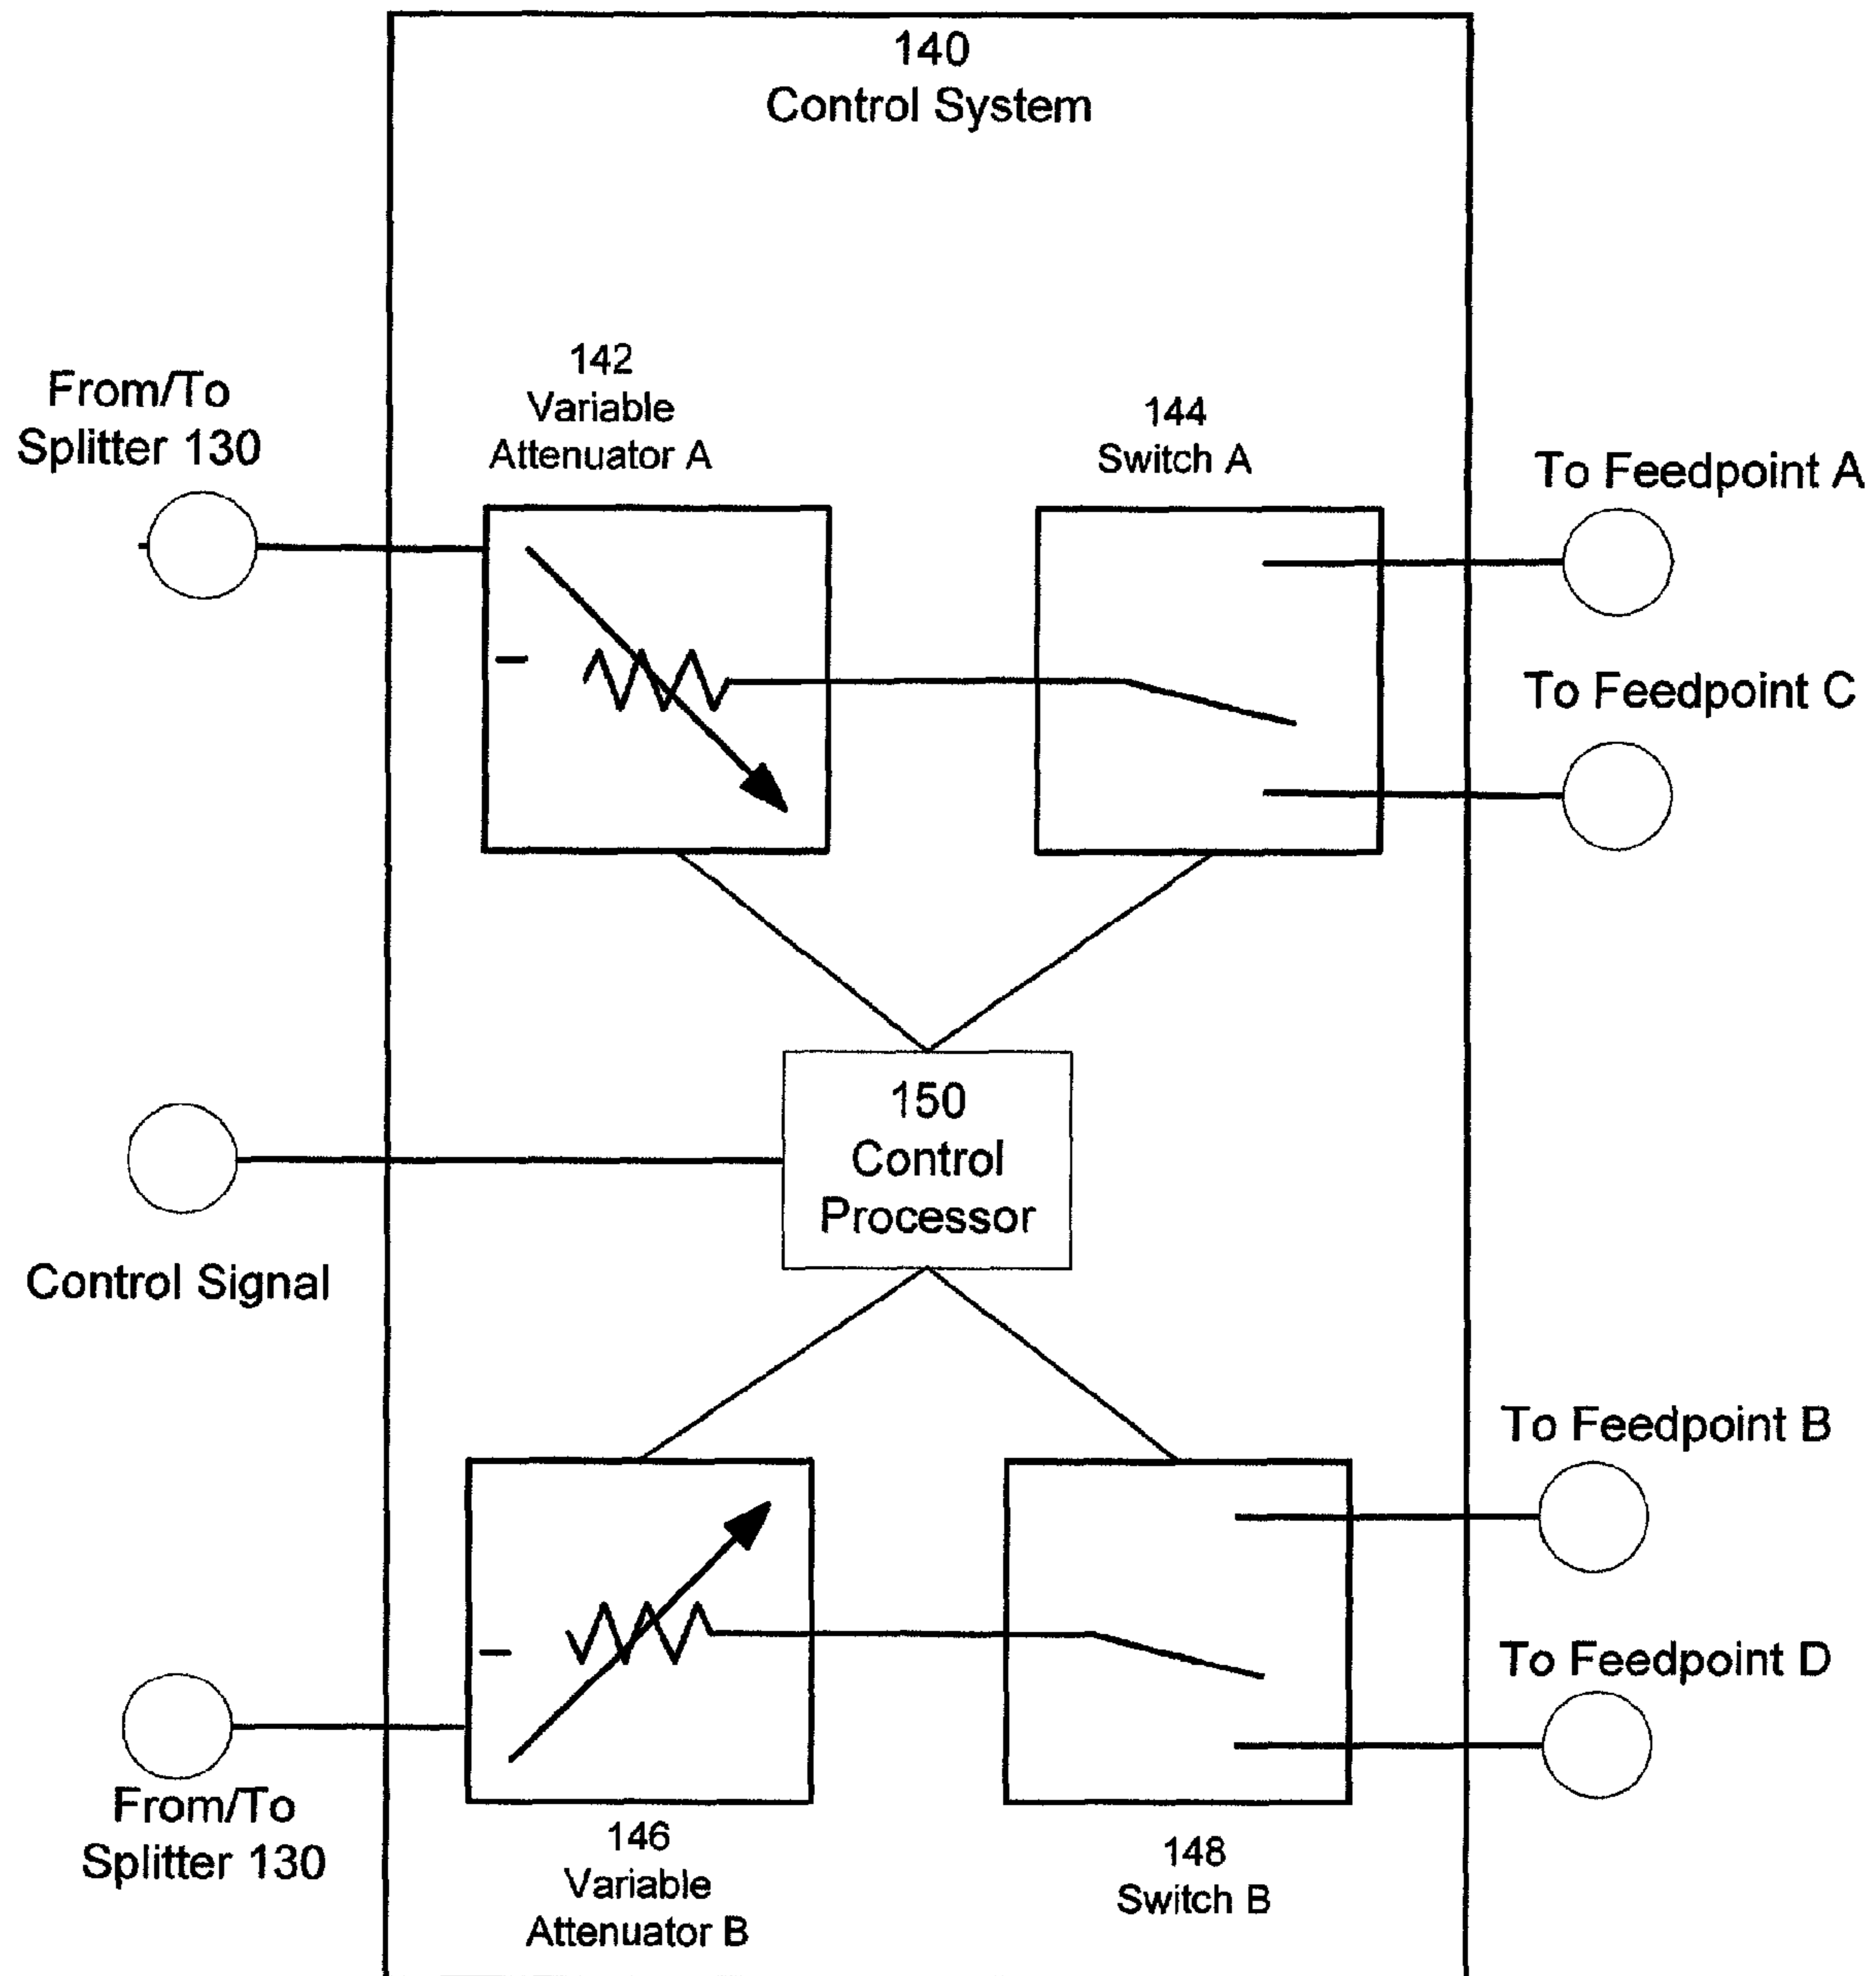 140
Control System
142
Variable
Attenuator A
From/To
Splitter 130
144
Switch A
To Feedpoint A
To Feedpoint C
150
Control
Processor
Control Signal
To Feedpoint B
To Feedpoint D
From/To
Splitter 130
146
Variable
Attenuator B
148
Switch B